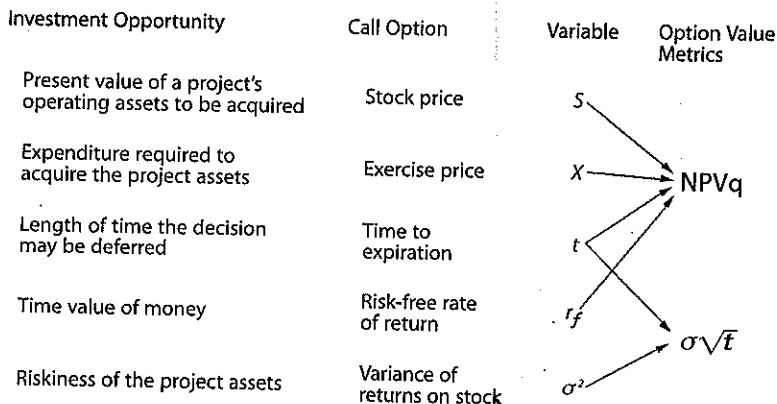 Investment Opportunity
Call Option
Variable
Option Value
Metrics
Present value of a project's
operating assets to be acquired
Stock price
S
Expenditure required to
acquire the project assets
Exercise price
X
NPVq
Length of time the decision
may be deferred
Time to
expiration
t
Time value of money
Risk-free rate
of return
r_f
σ√t
Riskiness of the project assets
Variance of
returns on stock
σ²